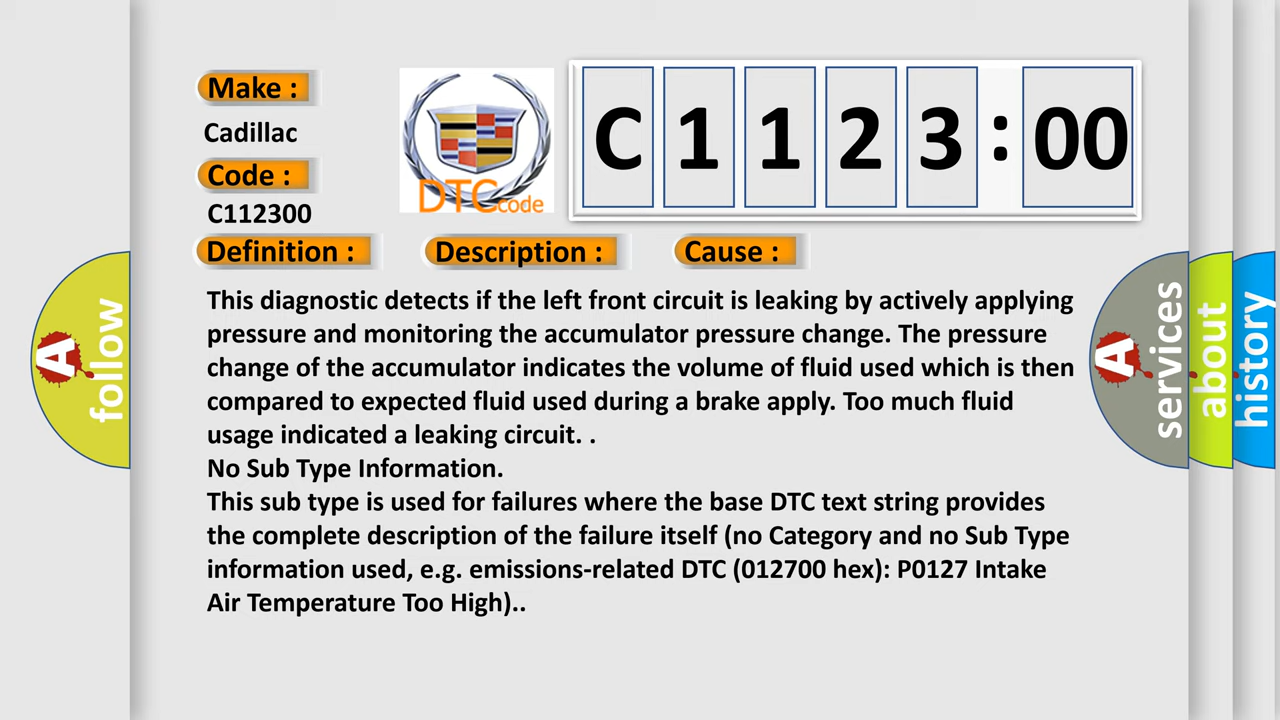 Make :
Cadillac
Code :
C112300
DTCcode
C1123:00
Definition :
Description :
Cause :
This diagnostic detects if the left front circuit is leaking by actively applying
pressure and monitoring the accumulator pressure change. The pressure
change of the accumulator indicates the volume of fluid used which is then
compared to expected fluid used during a brake apply. Too much fluid
usage indicated a leaking circuit. .
No Sub Type Information.
This sub type is used for failures where the base DTC text string provides
the complete description of the failure itself (no Category and no Sub Type
information used, e.g. emissions-related DTC (012700 hex): P0127 Intake
Air Temperature Too High)..
A
follow
A
services
about
history